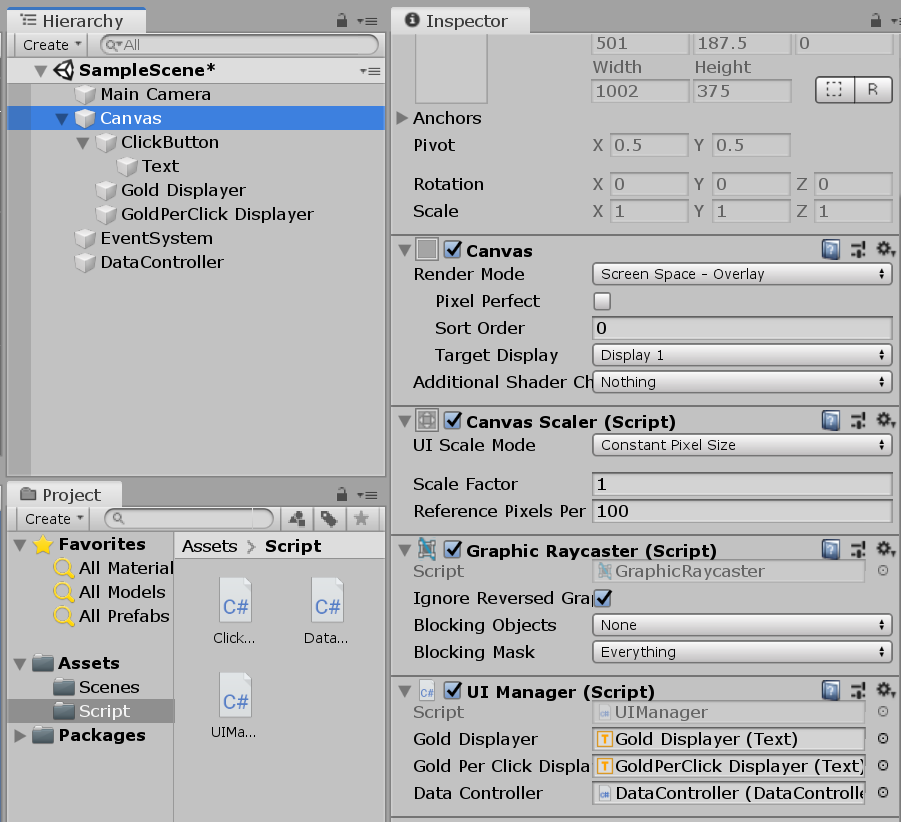 Hierarchy
Create
All
SampleScene*
Main Camera
Canvas
ClickButton
Text
Gold Displayer
GoldPerClick Displayer
EventSystem
DataController
Project
Create
Favorites
All Material
All Models
All Prefabs
Assets
Scenes
Script
Packages
Assets > Script
C# C#
Click... Data...
C#
UIMa...
Inspector
501 187.5 0
Width Height
1002 375 R
Anchors
Pivot X 0.5 Y 0.5
Rotation X 0 Y 0 Z 0
Scale X 1 Y 1 Z 1
Canvas
Render Mode Screen Space - Overlay
Pixel Perfect
Sort Order 0
Target Display Display 1
Additional Shader Ch Nothing
Canvas Scaler (Script)
UI Scale Mode Constant Pixel Size
Scale Factor 1
Reference Pixels Per 100
Graphic Raycaster (Script)
Script GraphicRaycaster
Ignore Reversed Gra
Blocking Objects None
Blocking Mask Everything
C# UI Manager (Script)
Script C# UIManager
Gold Displayer T Gold Displayer (Text)
Gold Per Click Displa T GoldPerClick Displayer (Text)
Data Controller C# DataController (DataControlle